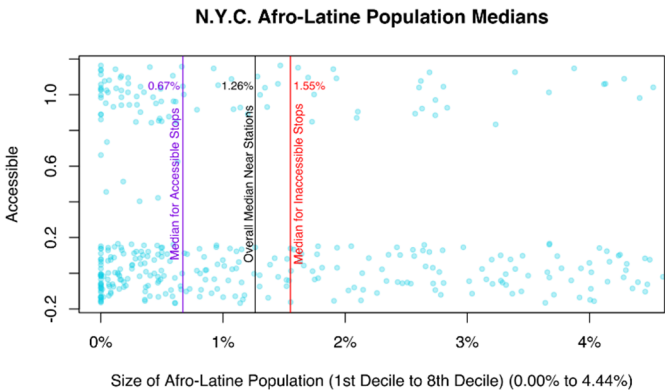 N.Y.C. Afro-Latine Population Medians
Accessible
1.0
0.6
0.2
-0.2
0.67%
1.26%
1.55%
Median for Accessible Stops
Overall Median Near Stations
Median for Inaccessible Stops
0%
1%
2%
3%
4%
Size of Afro-Latine Population (1st Decile to 8th Decile) (0.00% to 4.44%)